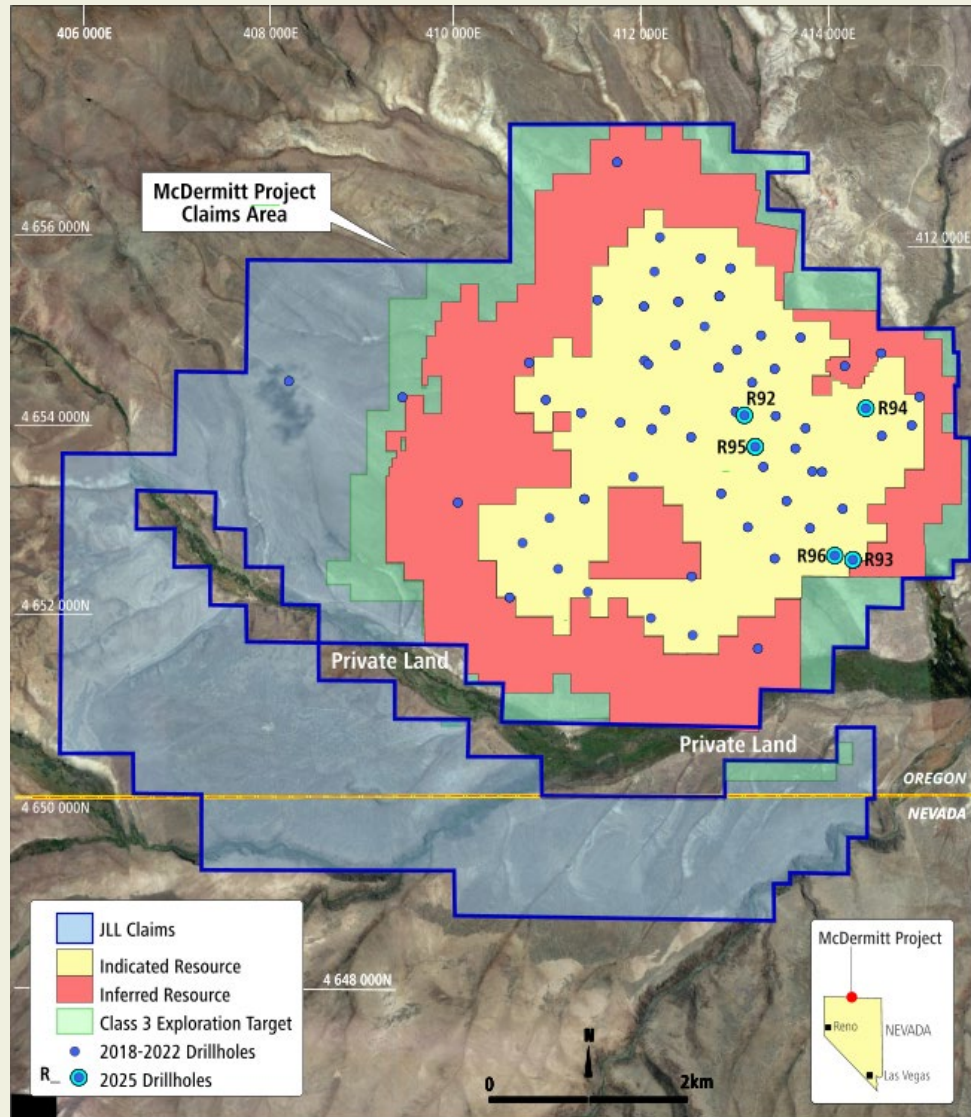 406 000E
408 000E
410 000E
412 000E
414 000E
McDermitt Project
Claims Area
4 656 000N
412 000E
4 654 000N
R92
R94
R95
R96
R93
4 652 000N
Private Land
Private Land
OREGON
4 650 000N
NEVADA
JLL Claims
Indicated Resource
Inferred Resource
Class 3 Exploration Target
2018-2022 Drillholes
R_ 2025 Drillholes
4 648 000N
N
0 2km
McDermitt Project
Reno
NEVADA
Las Vegas